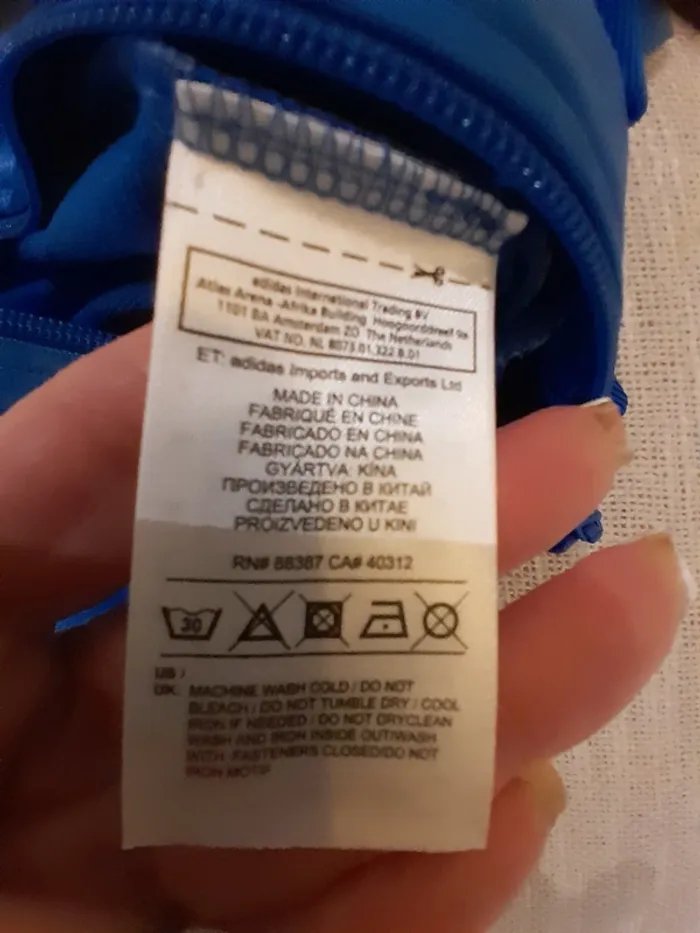 adidas International Trading BV
Atlas Arena -Afrika Building Hoogoorddreef 9a
1101 BA Amsterdam ZO The Netherlands
VAT NO. NL 8073.01.322.B.01
ET: adidas Imports and Exports Ltd
MADE IN CHINA
FABRIQUÉ EN CHINE
FABRICADO EN CHINA
FABRICADO NA CHINA
GYÁRTVA: KÍNA
ПРОИЗВЕДЕНО В КИТАЙ
СДЕЛАНО В КИТАЕ
PROIZVEDENO U KINI
RN# 88387 CA# 40312
30
US /
UK: MACHINE WASH COLD / DO NOT
BLEACH / DO NOT TUMBLE DRY / COOL
IRON IF NEEDED / DO NOT DRYCLEAN
WASH AND IRON INSIDE OUT/WASH
WITH FASTENERS CLOSED/DO NOT
IRON MOTIF